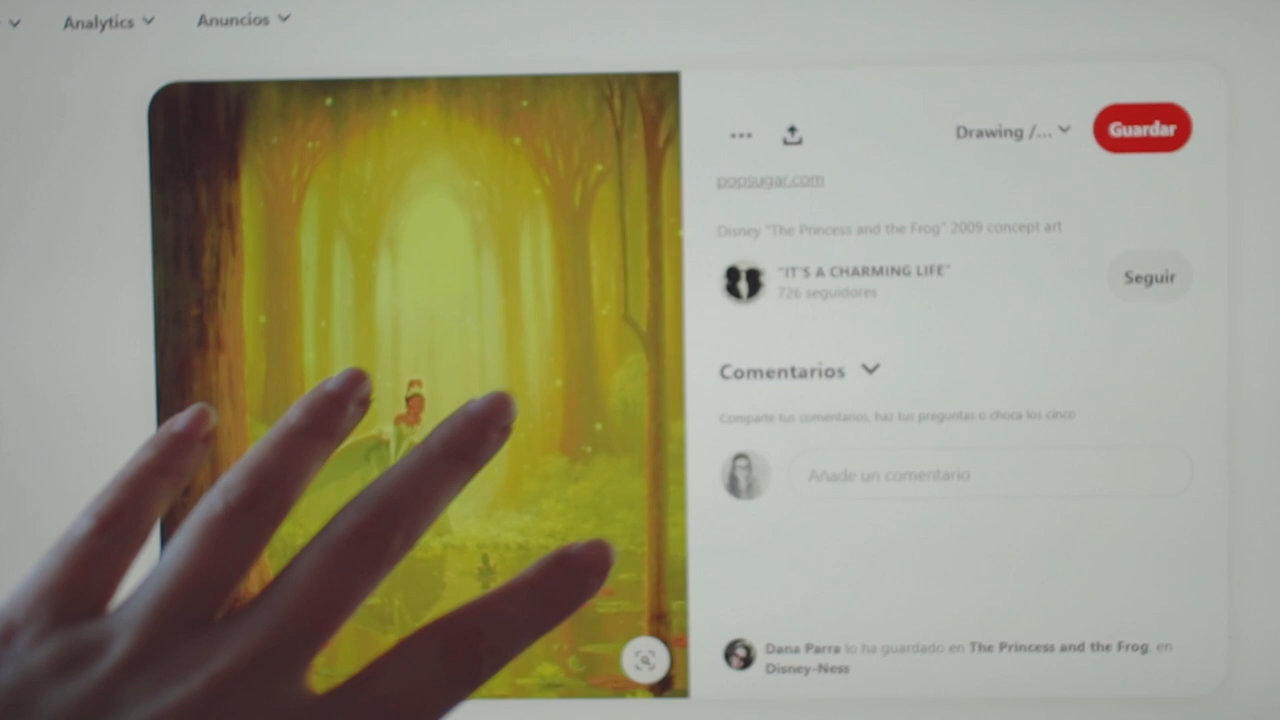 Analytics
Anuncios
Drawing /...
Guardar
popsugar.com
Disney "The Princess and the Frog" 2009 concept art
"IT'S A CHARMING LIFE"
726 seguidores
Seguir
Comentarios
Comparte tus comentarios, haz tus preguntas o choca los cinco
Añade un comentario
Dana Parra lo ha guardado en The Princess and the Frog, en
Disney-Ness